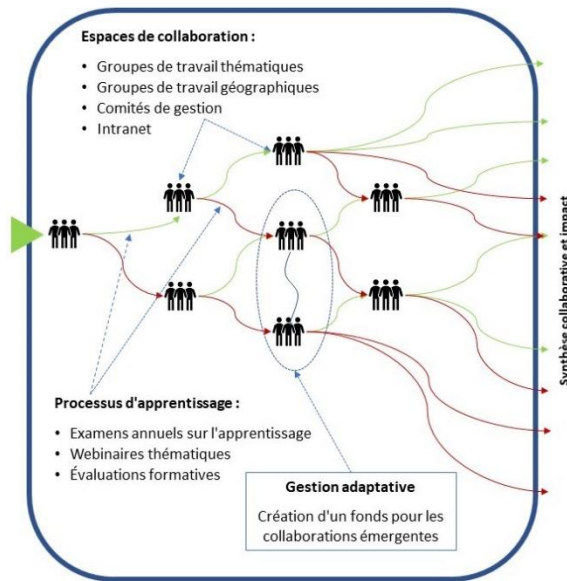 Espaces de collaboration :
• Groupes de travail thématiques
• Groupes de travail géographiques
• Comités de gestion
• Intranet
Processus d'apprentissage :
• Examens annuels sur l'apprentissage
• Webinaires thématiques
• Évaluations formatives
Gestion adaptative
Création d'un fonds pour les
collaborations émergentes
Synthèse collaborative et impact